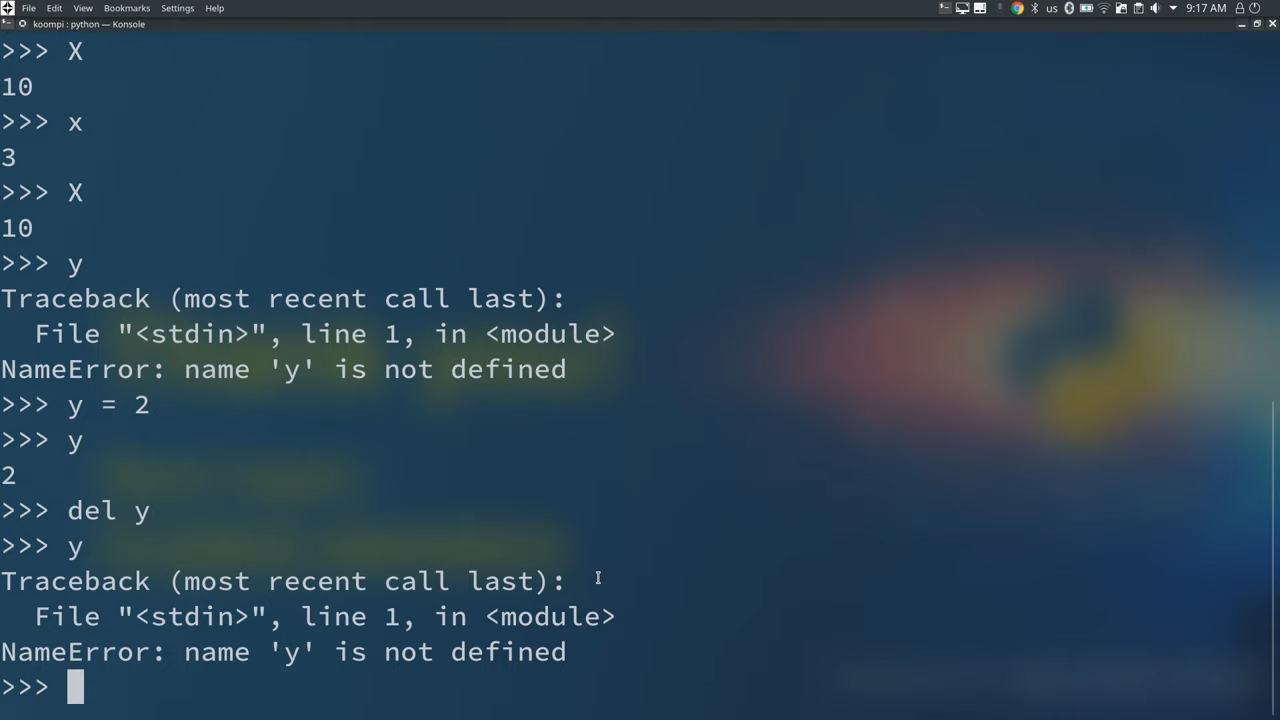 File Edit View Bookmarks Settings Help
us
9:17 AM
koompi : python — Konsole
>>> X
10
>>> x
3
>>> X
10
>>> y
Traceback (most recent call last):
  File "<stdin>", line 1, in <module>
NameError: name 'y' is not defined
>>> y = 2
>>> y
2
>>> del y
>>> y
Traceback (most recent call last):
  File "<stdin>", line 1, in <module>
NameError: name 'y' is not defined
>>>